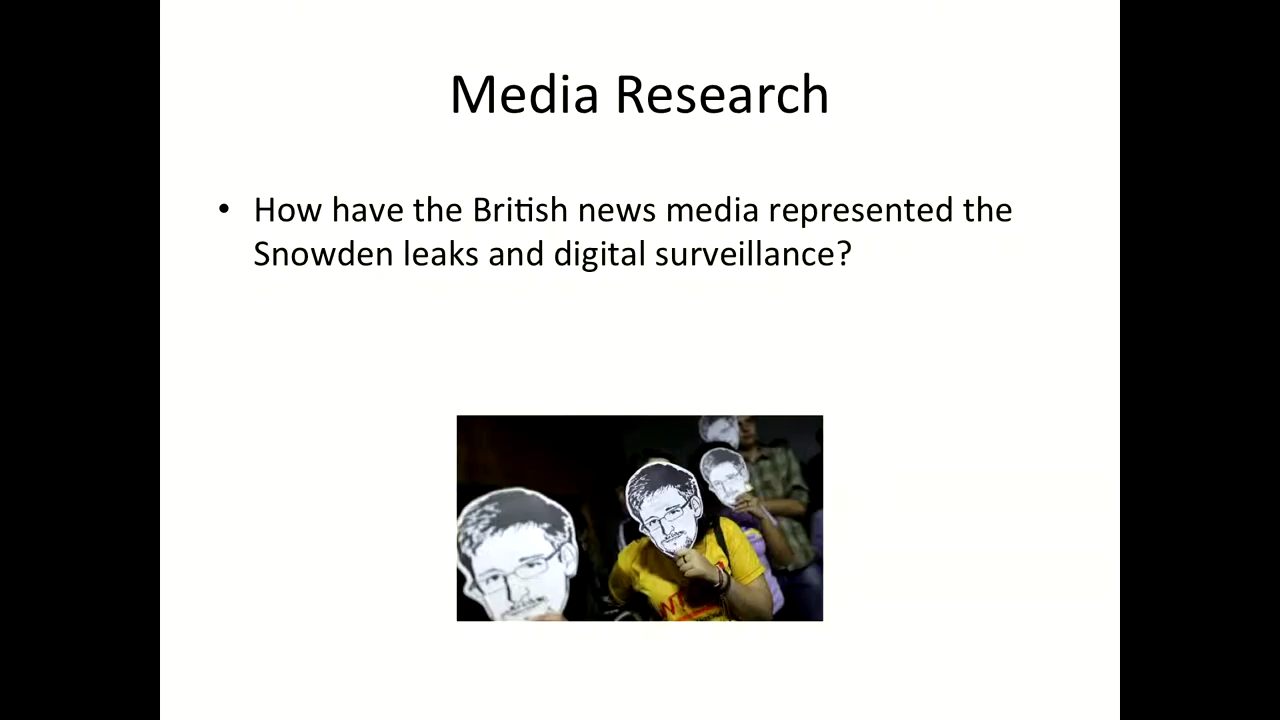 Media Research
• How have the British news media represented the
Snowden leaks and digital surveillance?